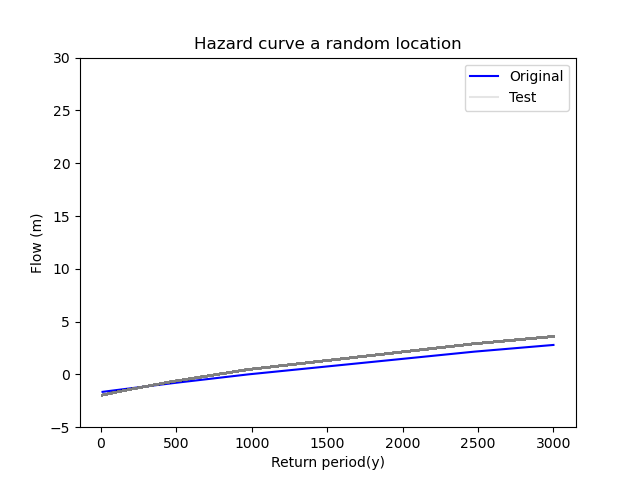 Hazard curve a random location
Original
Test
30
25
20
15
10
5
0
−5
Flow (m)
0 500 1000 1500 2000 2500 3000
Return period(y)